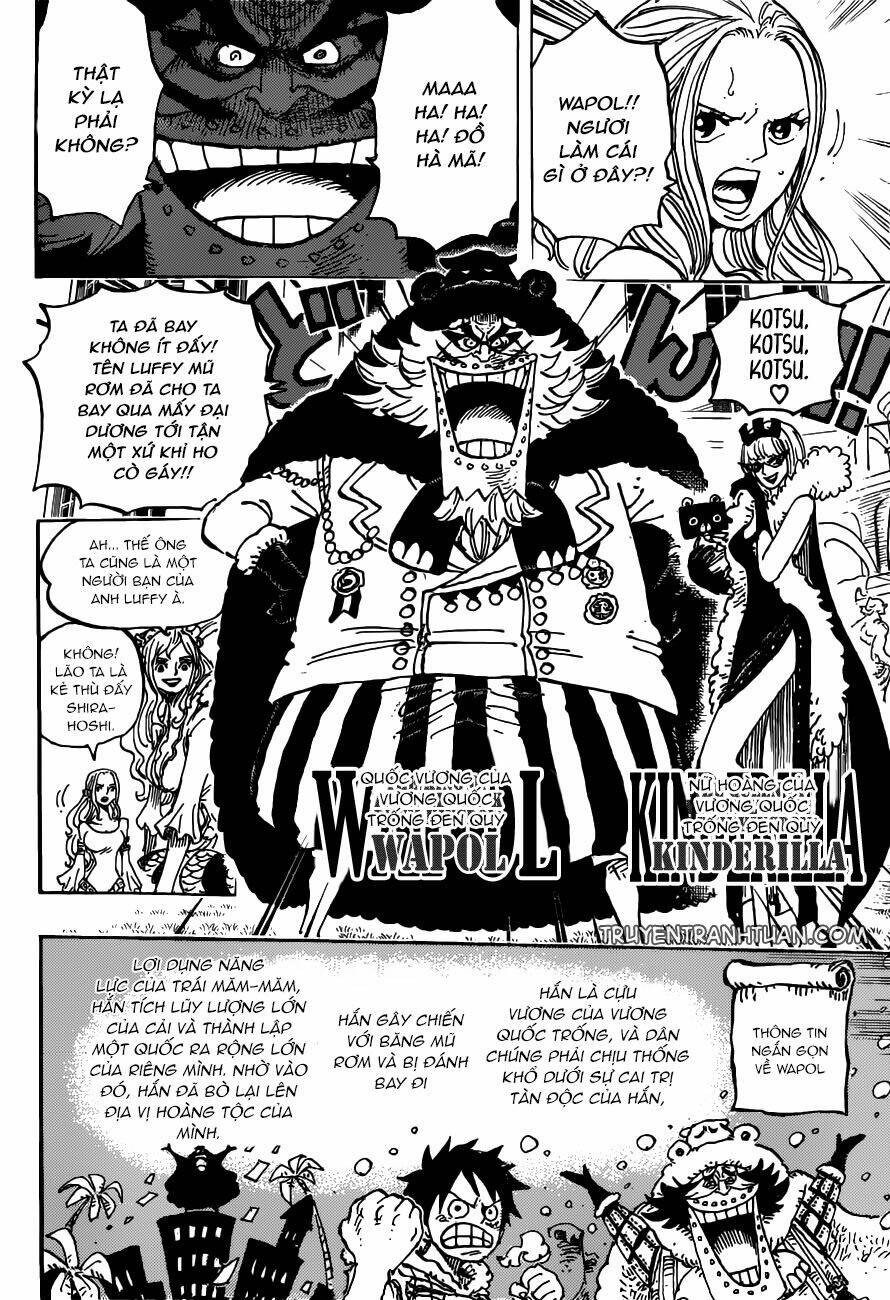 WAPOL!!
NGƯƠI
LÀM CÁI
GÌ Ở ĐÂY?!
MAAA
HA! HA!
HA! ĐỒ
HÀ MÃ!
THẬT
KỲ LẠ
PHẢI
KHÔNG?
KOTSU,
KOTSU,
KOTSU.
♡
ど
ん
!!
TA ĐÃ BAY
KHÔNG ÍT ĐẤY!
TÊN LUFFY MŨ
RƠM ĐÃ CHO TA
BAY QUA MẤY ĐẠI
DƯƠNG TỚI TẬN
MỘT XỨ KHỈ HO
CÒ GÁY!!
AH... THẾ ÔNG
TA CŨNG LÀ MỘT
NGƯỜI BẠN CỦA
ANH LUFFY À.
KHÔNG!
LÃO TA LÀ
KẺ THÙ ĐẤY
SHIRA-
HOSHI.
QUỐC VƯƠNG CỦA
VƯƠNG QUỐC
TRỐNG ĐEN QUỶ
WAPOL
NỮ HOÀNG CỦA
VƯƠNG QUỐC
TRỐNG ĐEN QUỶ
KINDERIILLA
TRUYENTRANHTUAN.COM
THÔNG TIN
NGẮN GỌN
VỀ WAPOL
HẮN LÀ CỰU
VƯƠNG CỦA VƯƠNG
QUỐC TRỐNG, VÀ DÂN
CHÚNG PHẢI CHỊU THỐNG
KHỔ DƯỚI SỰ CAI TRỊ
TÀN ĐỘC CỦA HẮN,
HẮN GÂY CHIẾN
VỚI BĂNG MŨ
RƠM VÀ BỊ ĐÁNH
BAY ĐI
LỢI DỤNG NĂNG
LỰC CỦA TRÁI MĂM-MĂM,
HẮN TÍCH LŨY LƯỢNG LỚN
CỦA CẢI VÀ THÀNH LẬP
MỘT QUỐC RA RỘNG LỚN
CỦA RIÊNG MÌNH. NHỜ VÀO
ĐÓ, HẮN ĐÃ BÒ LẠI LÊN
ĐỊA VỊ HOÀNG TỘC CỦA
MÌNH.